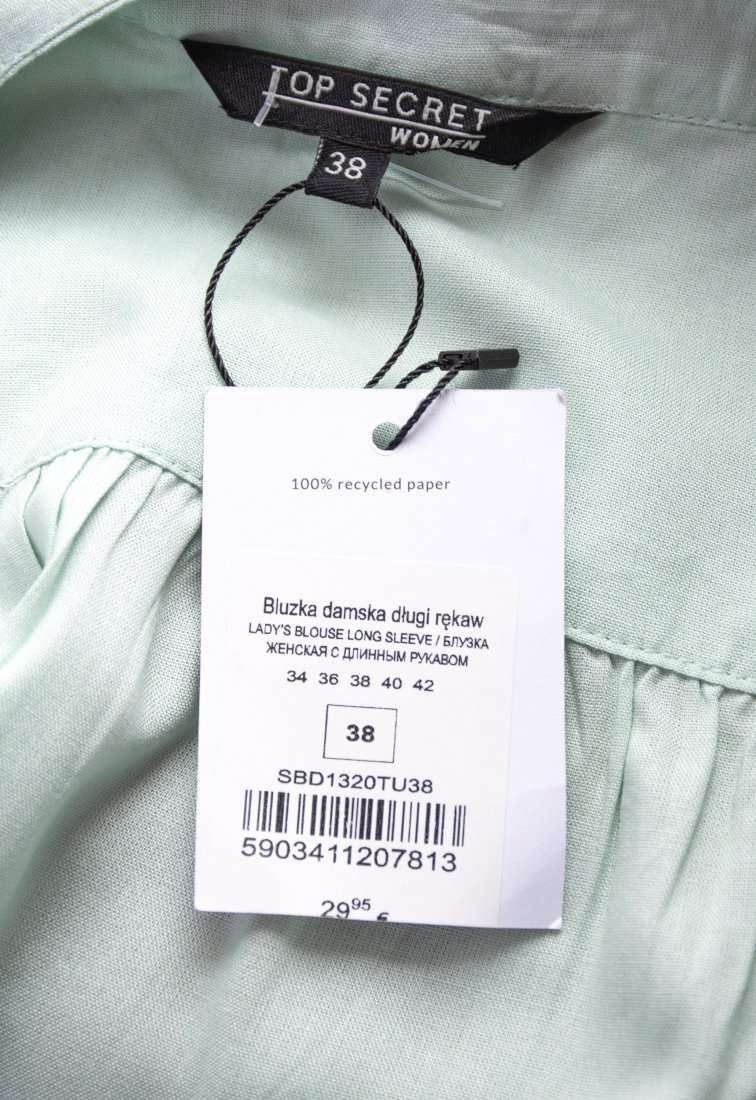 TOP SECRET
WOMEN
38
100% recycled paper
Bluzka damska długi rękaw
LADY'S BLOUSE LONG SLEEVE / БЛУЗКА
ЖЕНСКАЯ С ДЛИННЫМ РУКАВОМ
34 36 38 40 42
38
SBD1320TU38
5903411207813
2995 €